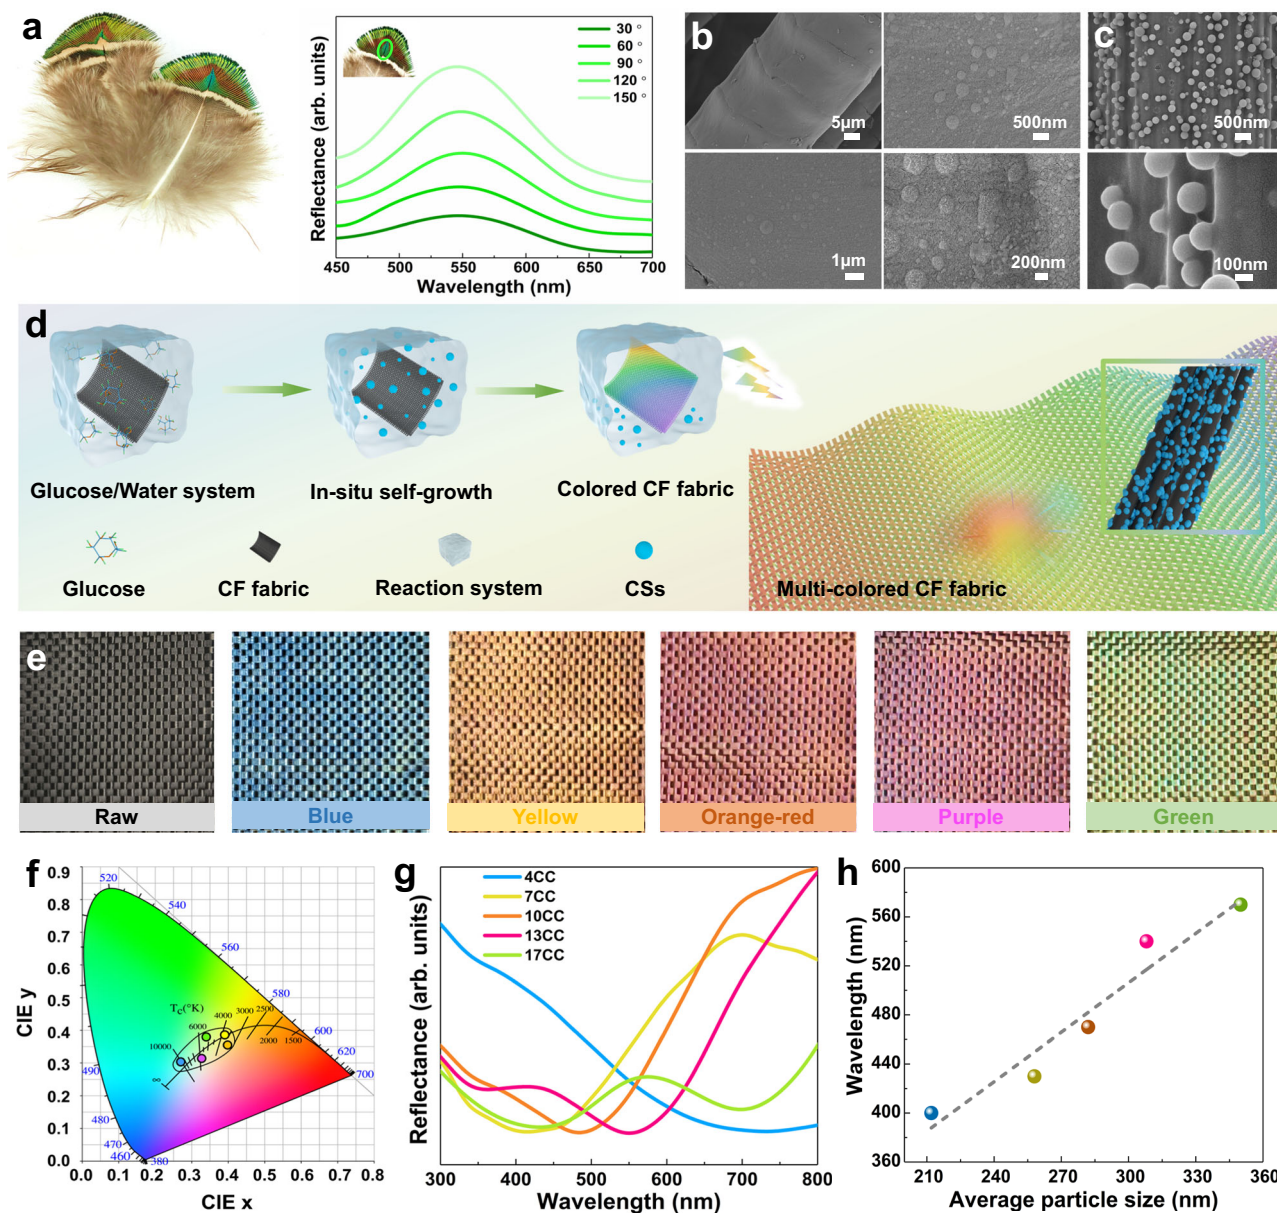 a
30 °
60 °
90 °
120 °
150 °
Reflectance (arb. units)
450 500 550 600 650 700
Wavelength (nm)
b
5μm
500nm
1μm
200nm
c
500nm
100nm
d
Glucose/Water system
In-situ self-growth
Colored CF fabric
Glucose
CF fabric
Reaction system
CSs
Multi-colored CF fabric
e
Raw
Blue
Yellow
Orange-red
Purple
Green
f
0.9
0.8
0.7
0.6
0.5
0.4
0.3
0.2
0.1
0.0
CIE y
520
540
560
580
600
620
700
490
480
470
460
380
Tc(°K)
10000
6000
4000
3000
2500
2000
1500
∞
0.0 0.1 0.2 0.3 0.4 0.5 0.6 0.7 0.8
CIE x
g
4CC
7CC
10CC
13CC
17CC
Reflectance (arb. units)
300 400 500 600 700 800
Wavelength (nm)
h
600
560
520
480
440
400
360
Wavelength (nm)
210 240 270 300 330 360
Average particle size (nm)